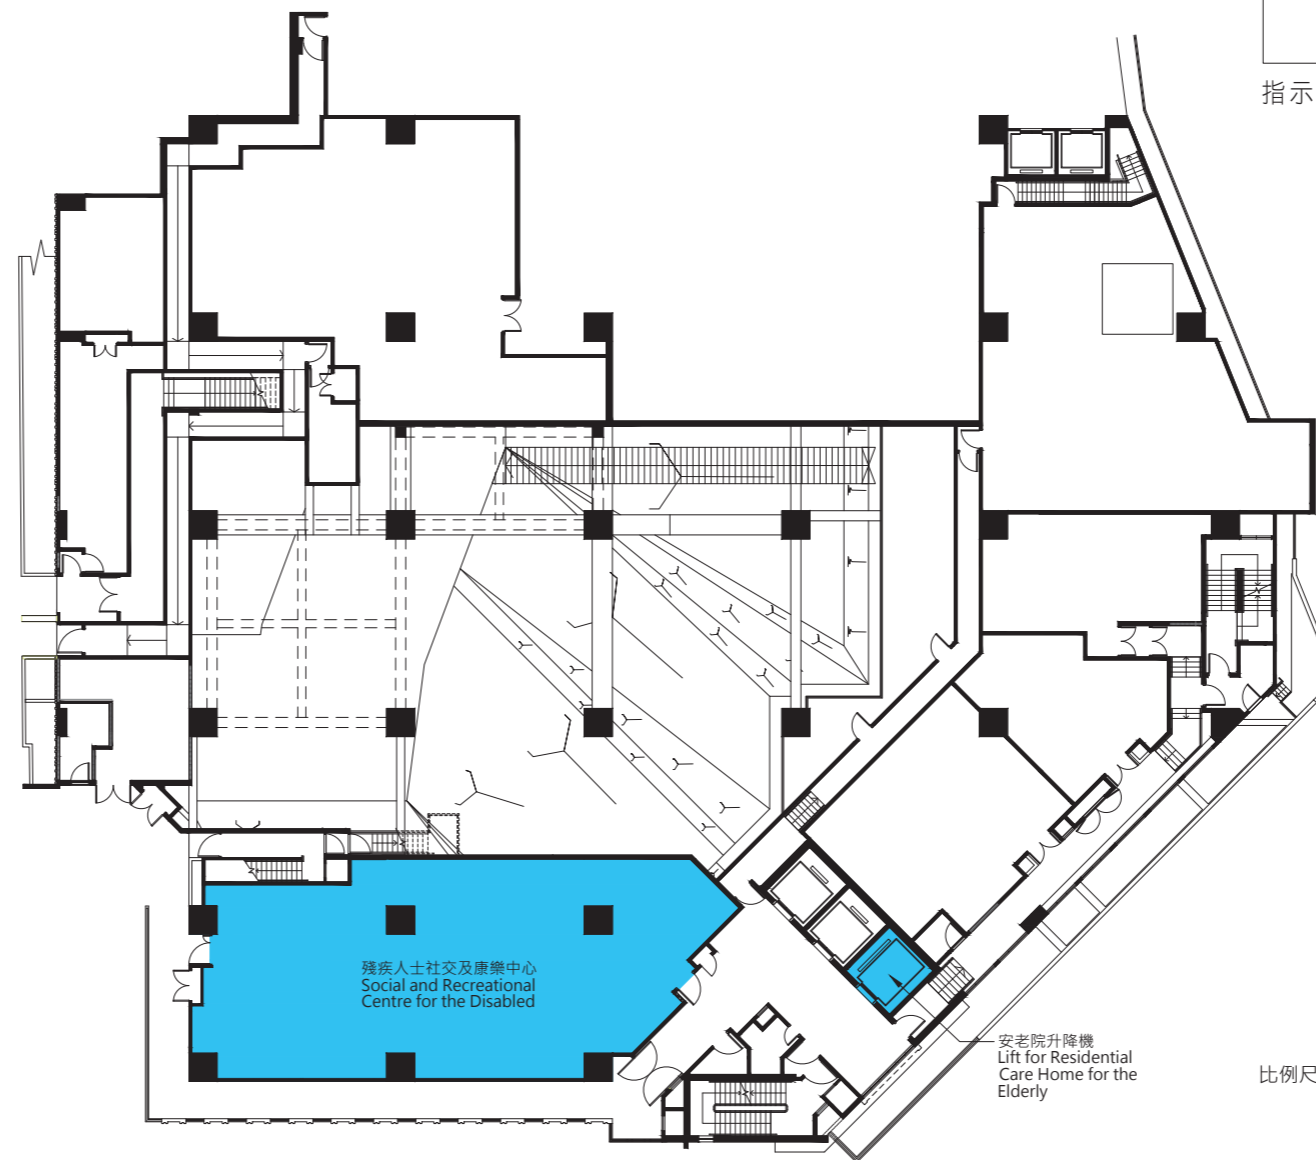 指示
殘疾人士社交及康樂中心
Social and Recreational
Centre for the Disabled
安老院升降機
Lift for Residential
Care Home for the
Elderly
比例尺